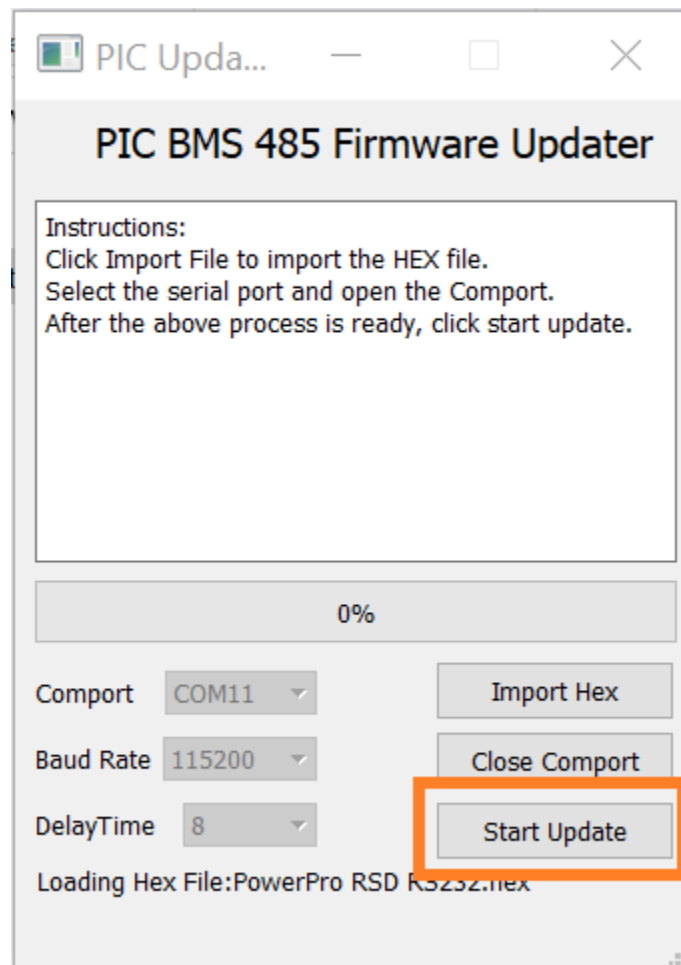 PIC Upda...
PIC BMS 485 Firmware Updater
Instructions:
Click Import File to import the HEX file.
Select the serial port and open the Comport.
After the above process is ready, click start update.
0%
Comport COM11 Import Hex
Baud Rate 115200 Close Comport
DelayTime 8 Start Update
Loading Hex File:PowerPro RSD RS232.hex